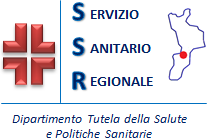 SERVIZIO
SANITARIO
REGIONALE
Dipartimento Tutela della Salute
e Politiche Sanitarie